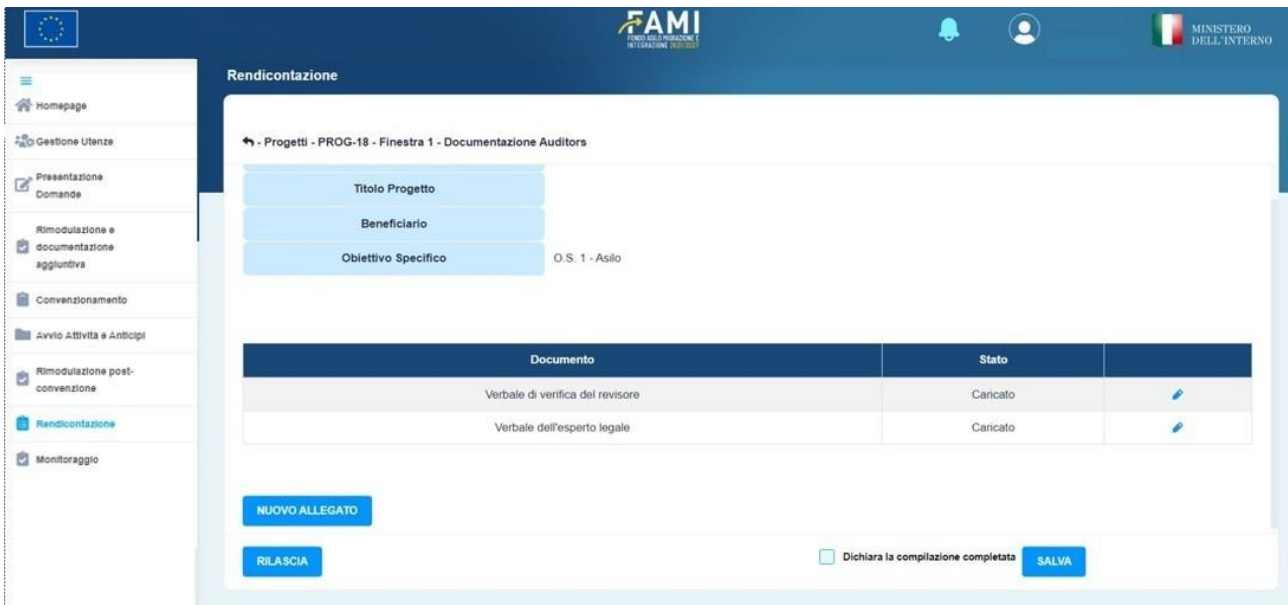 FAMI
FONDO ASILO MIGRAZIONE E
INTEGRAZIONE 2021/2027
MINISTERO
DELL'INTERNO
Rendicontazione
Homepage
Gestione Utenze
Presentazione
Domande
Rimodulazione e
documentazione
aggiuntiva
Convenzionamento
Avvio Attività e Anticipi
Rimodulazione post-
convenzione
Rendicontazione
Monitoraggio
- Progetti - PROG-18 - Finestra 1 - Documentazione Auditors
Titolo Progetto
Beneficiario
Obiettivo Specifico O.S. 1 - Asilo
Documento Stato
Verbale di verifica del revisore Caricato
Verbale dell'esperto legale Caricato
NUOVO ALLEGATO
RILASCIA Dichiara la compilazione completata SALVA